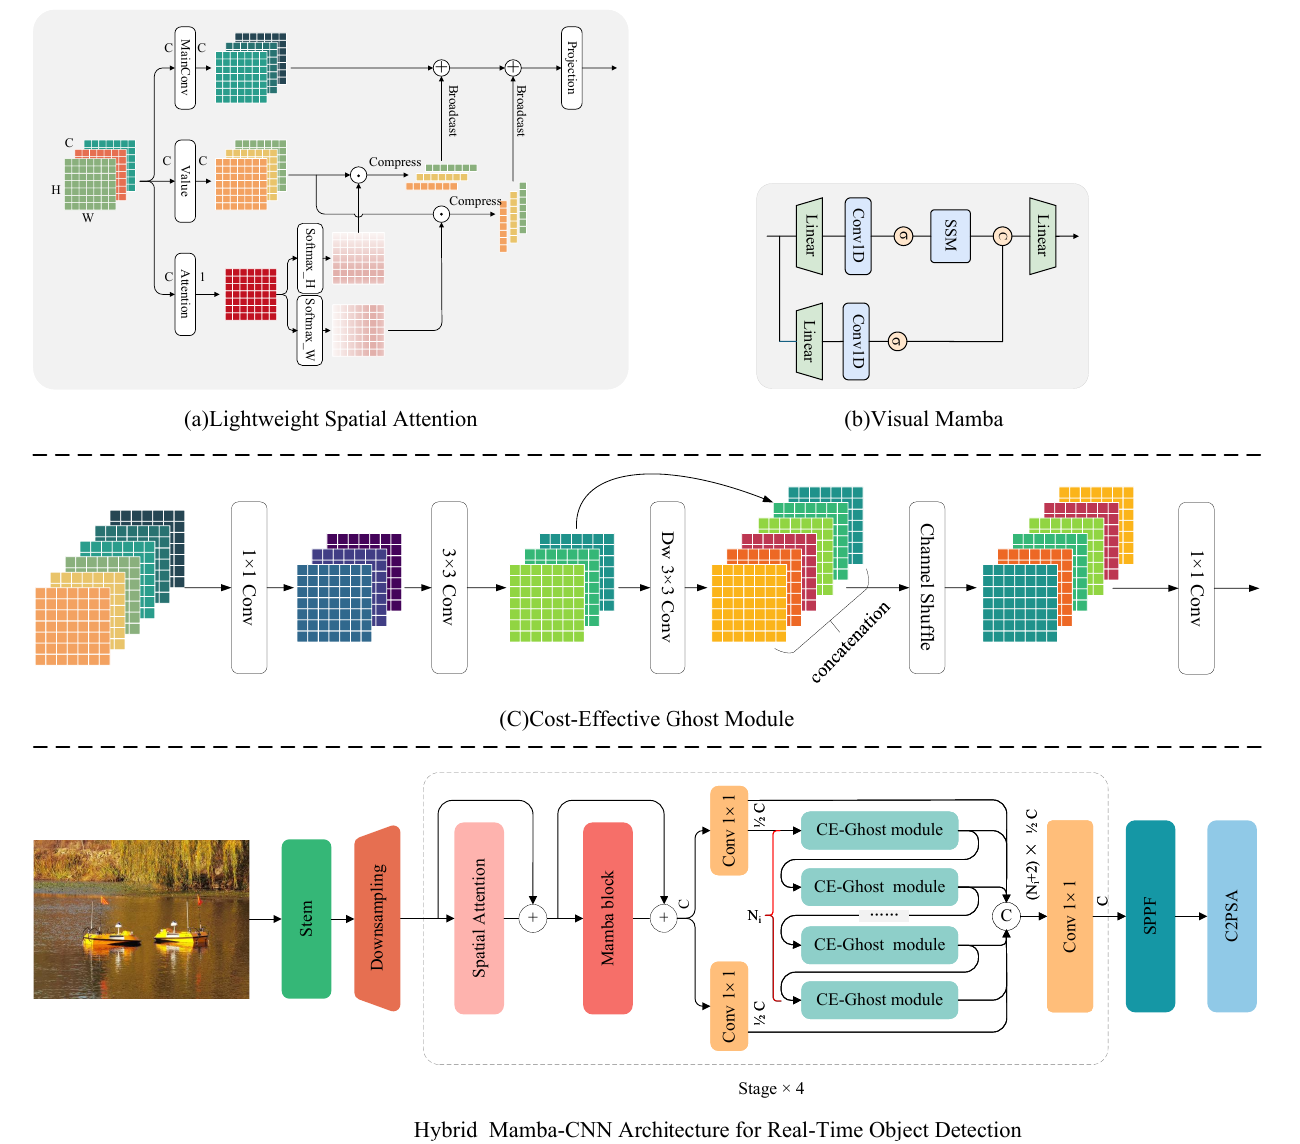 C
MainConv
C
Projection
Broadcast
Broadcast
C
H
W
C
Value
C
Compress
Compress
C
Attention
1
Softmax_H
Softmax_W
(a)Lightweight Spatial Attention
Linear
Conv1D
σ
SSM
C
Linear
Linear
Conv1D
σ
(b)Visual Mamba
1×1 Conv
3×3 Conv
Dw 3×3 Conv
concatenation
Channel Shuffle
1×1 Conv
(C)Cost-Effective Ghost Module
Stem
Downsampling
Spatial Attention
Mamba block
C
Conv 1× 1
½ C
Conv 1× 1
½ C
Nᵢ
CE-Ghost module
CE-Ghost module
......
CE-Ghost module
CE-Ghost module
C
(Nᵢ+2) × ½ C
Conv 1× 1
C
SPPF
C2PSA
Stage × 4
Hybrid Mamba-CNN Architecture for Real-Time Object Detection